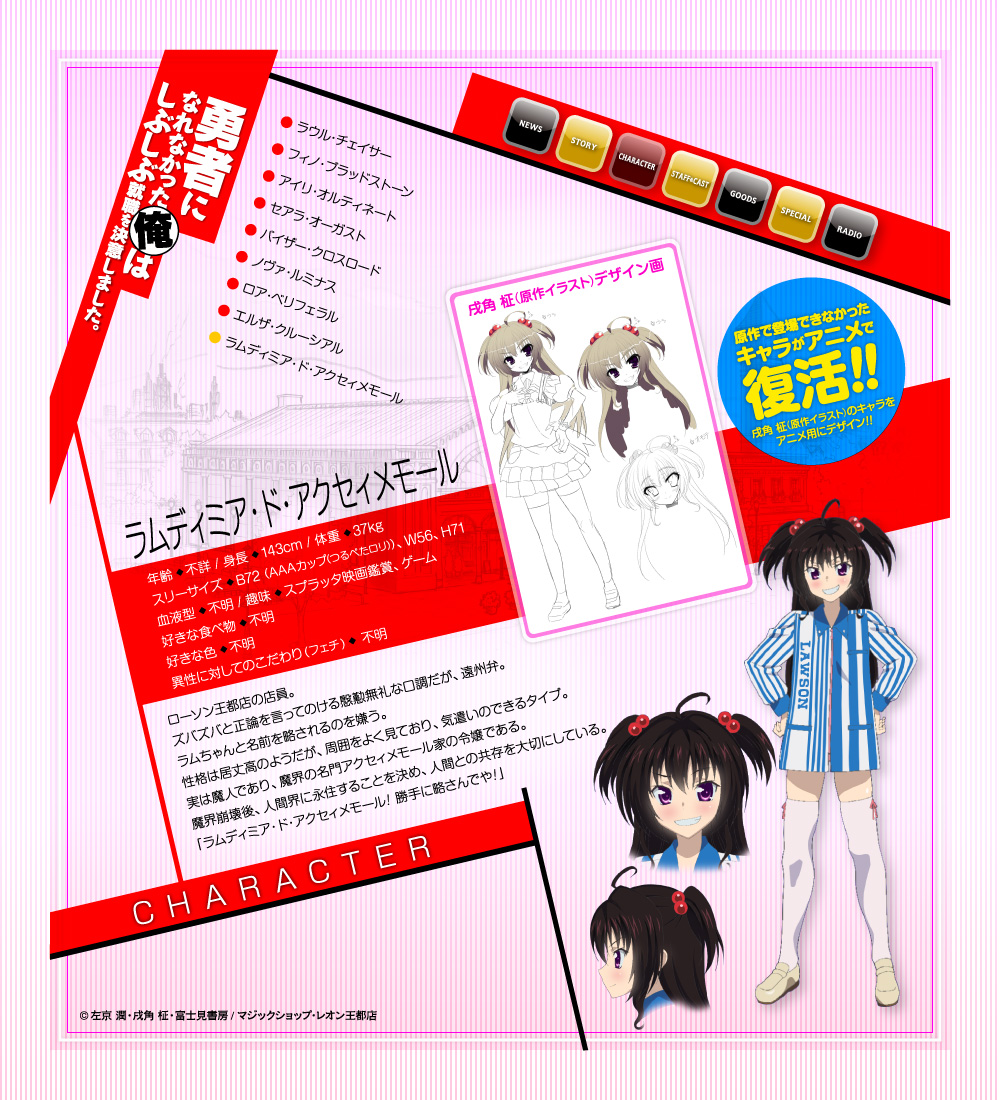 勇者に
なれなかった
しぶしぶ俺は
就職を決意しました。
NEWS
STORY
CHARACTER
STAFF+CAST
GOODS
SPECIAL
RADIO
ラウル・チェイサー
フィノ・ブラッドストーン
アイリ・オルティネート
セアラ・オーガスト
バイザー・クロスロード
ノヴァ・ルミナス
ロア・ペリフェラル
エルザ・クルーシアル
ラムディミア・ド・アクセィメモール
戌角 柾(原作イラスト)デザイン画
原作で登場できなかった
キャラがアニメで
復活!!
戌角 柾(原作イラスト)のキャラを
アニメ用にデザイン!!
ラムディミア・ド・アクセィメモール
年齢◆不詳 / 身長◆143cm / 体重◆37kg
スリーサイズ◆B72 (AAAカップ(つるぺたロリ))、W56、H71
血液型◆不明 / 趣味◆スプラッタ映画鑑賞、ゲーム
好きな食べ物◆不明
好きな色◆不明
異性に対してのこだわり(フェチ)◆ 不明
ローソン王都店の店員。
ズバズバと正論を言ってのける慇懃無礼な口調だが、遠州弁。
ラムちゃんと名前を略されるのを嫌う。
性格は居丈高のようだが、周囲をよく見ており、気遣いのできるタイプ。
実は魔人であり、魔界の名門アクセィメモール家の令嬢である。
魔界崩壊後、人間界に永住することを決め、人間との共存を大切にしている。
「ラムディミア・ド・アクセィメモール! 勝手に略さんでや!」
LAWSON
CHARACTER
©左京 潤・戌角 柾・富士見書房 / マジックショップ・レオン王都店